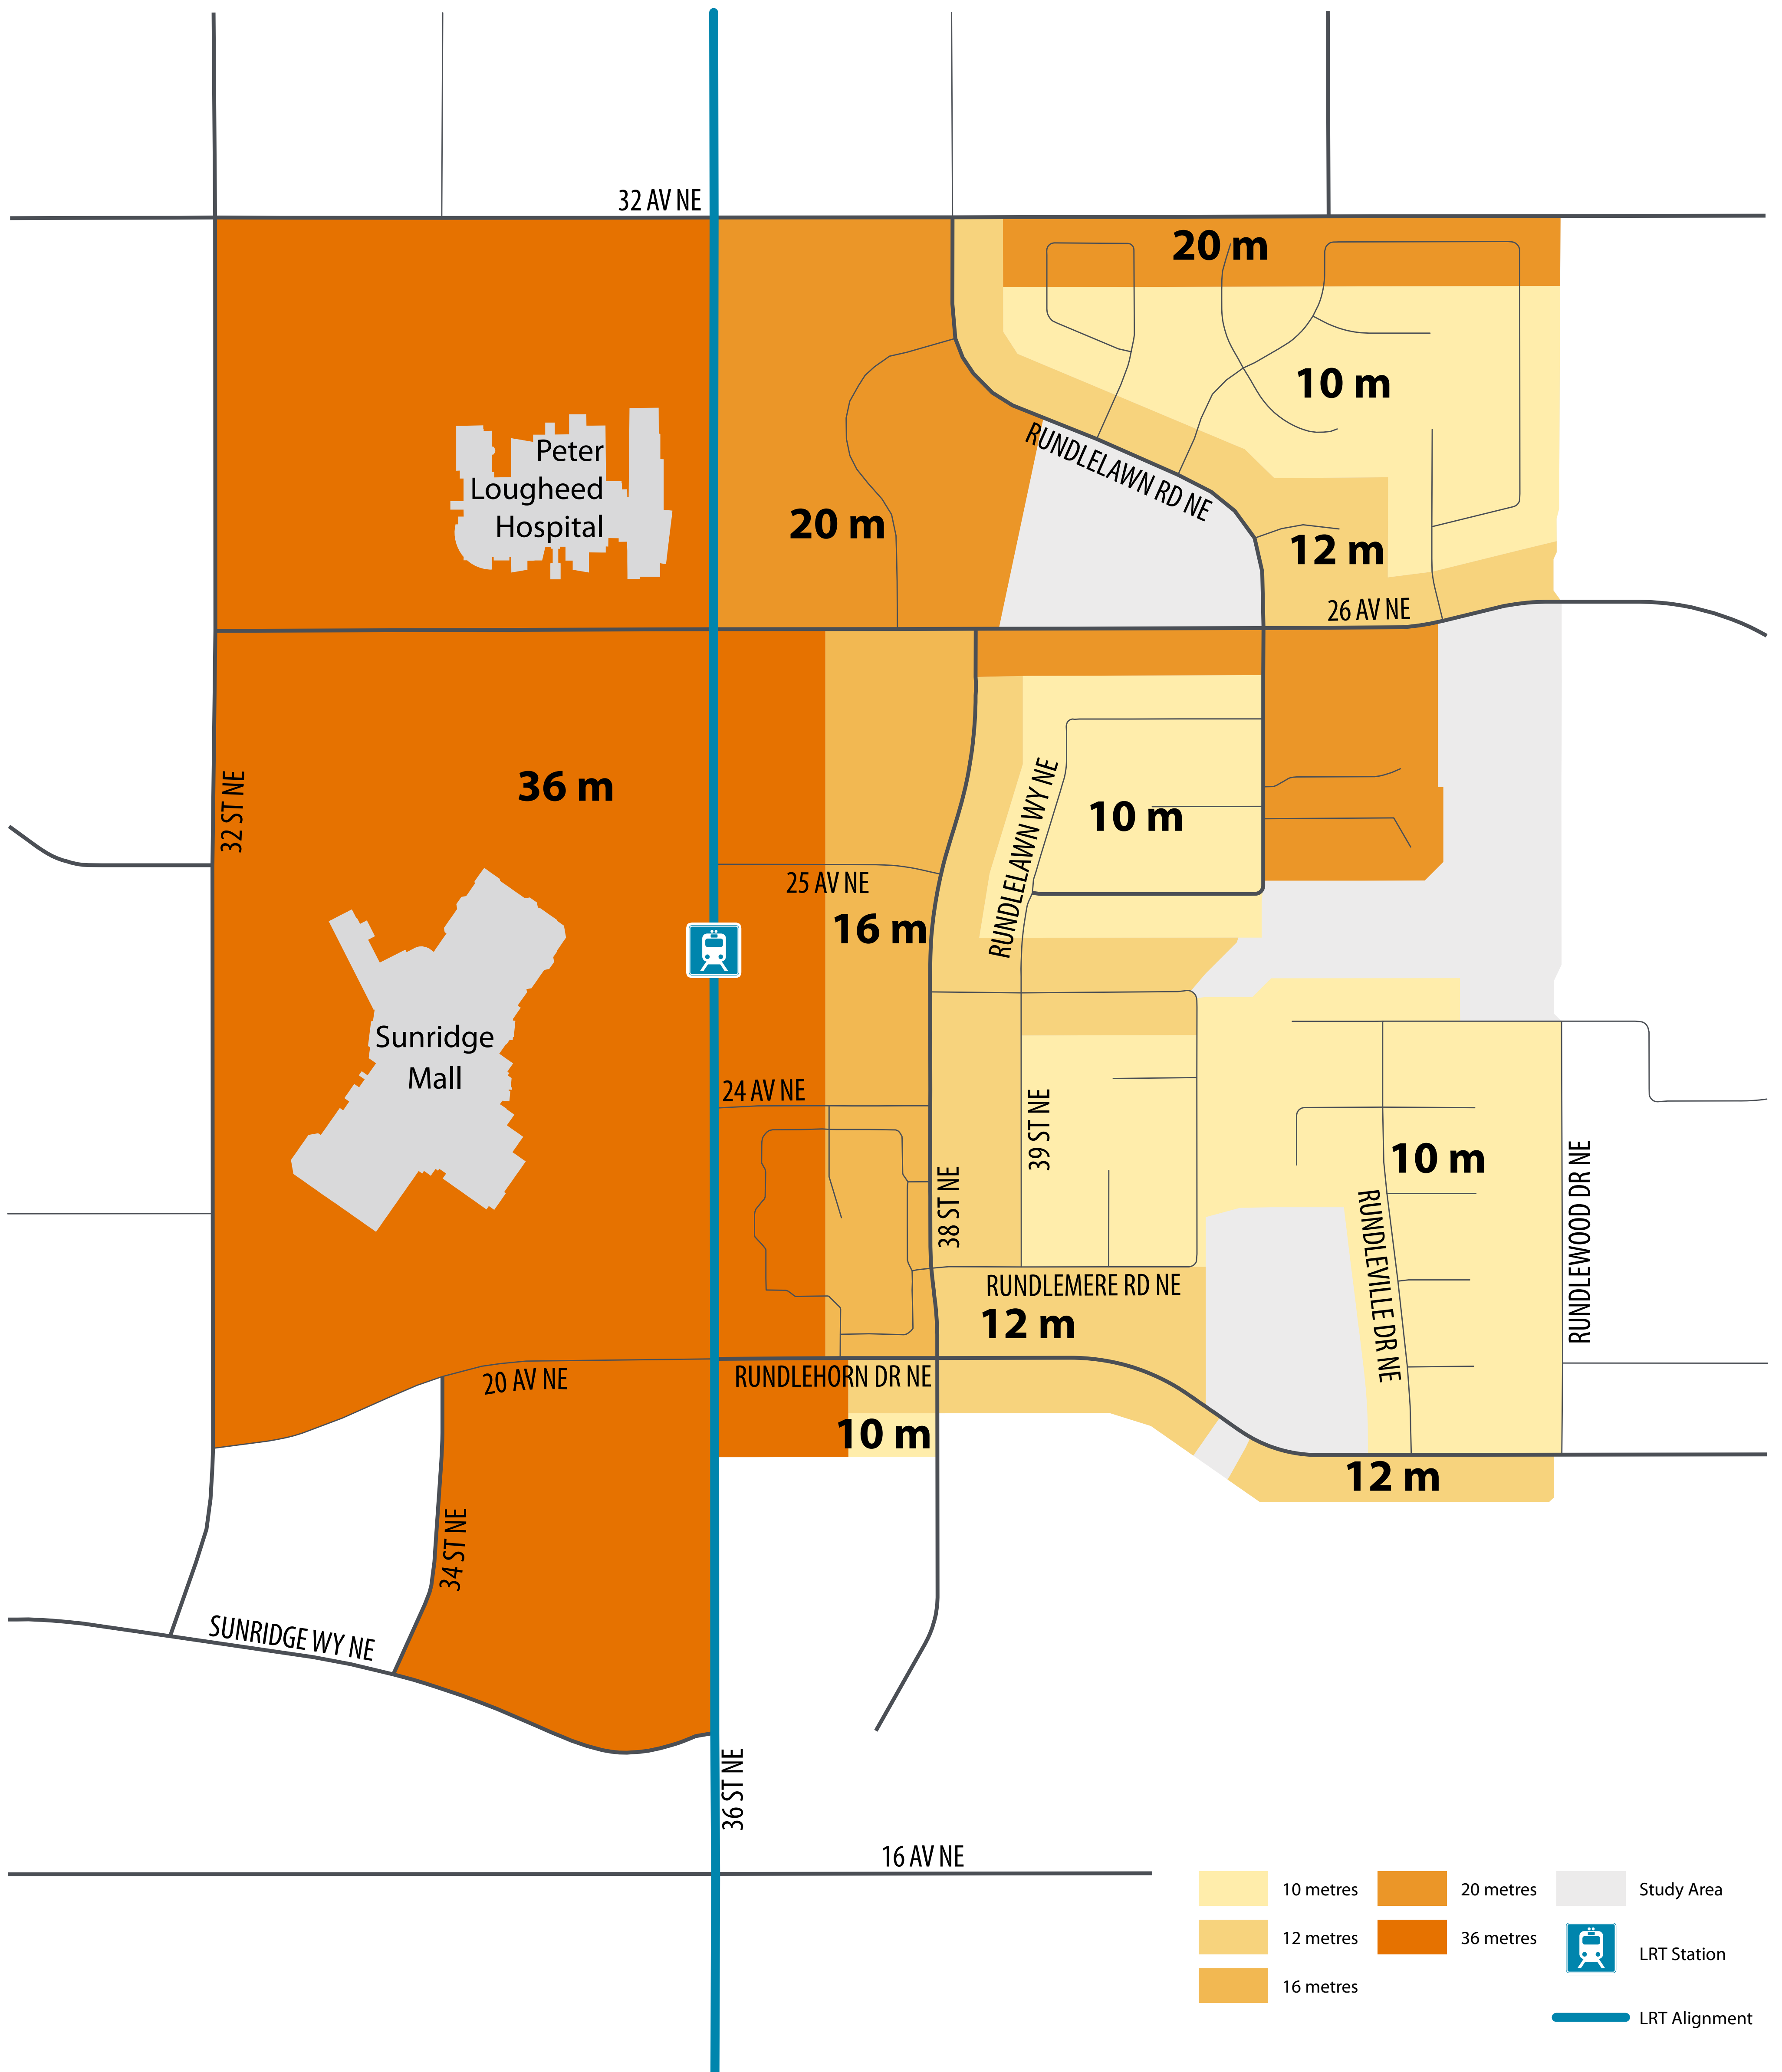 32 AV NE
20 m
10 m
RUNDLELAWN RD NE
Peter
Lougheed
Hospital
20 m
12 m
26 AV NE
36 m
32 ST NE
RUNDLELAWN WY NE
10 m
25 AV NE
16 m
Sunridge
Mall
24 AV NE
39 ST NE
38 ST NE
10 m
RUNDLEVILLE DR NE
RUNDLEWOOD DR NE
RUNDLEMERE RD NE
12 m
20 AV NE
RUNDLEHORN DR NE
10 m
12 m
34 ST NE
SUNRIDGE WY NE
36 ST NE
16 AV NE
10 metres
20 metres
Study Area
12 metres
36 metres
LRT Station
16 metres
LRT Alignment